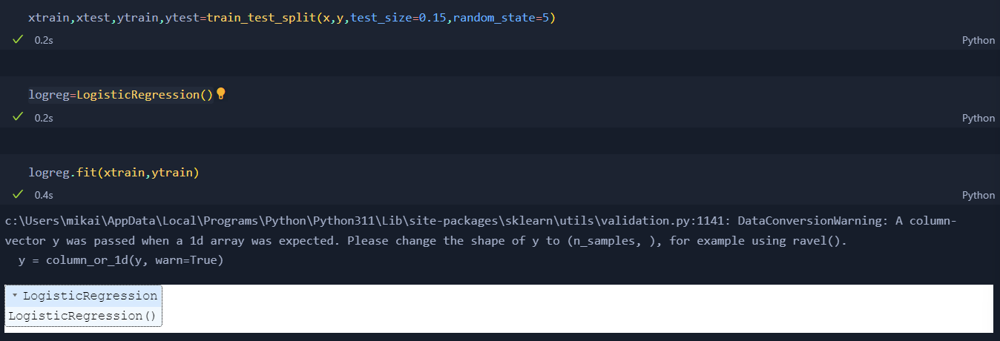 xtrain,xtest,ytrain,ytest=train_test_split(x,y,test_size=0.15,random_state=5)
0.2s Python
logreg=LogisticRegression()
0.2s Python
logreg.fit(xtrain,ytrain)
0.4s Python
c:\Users\mikai\AppData\Local\Programs\Python\Python311\Lib\site-packages\sklearn\utils\validation.py:1141: DataConversionWarning: A column-
vector y was passed when a 1d array was expected. Please change the shape of y to (n_samples, ), for example using ravel().
  y = column_or_1d(y, warn=True)
LogisticRegression
LogisticRegression()